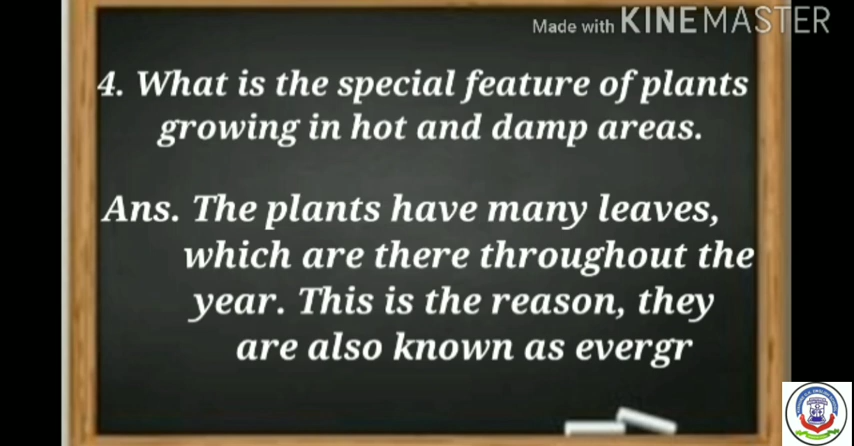 Made with KINEMASTER
4. What is the special feature of plants
growing in hot and damp areas.
Ans. The plants have many leaves,
which are there throughout the
year. This is the reason, they
are also known as evergr